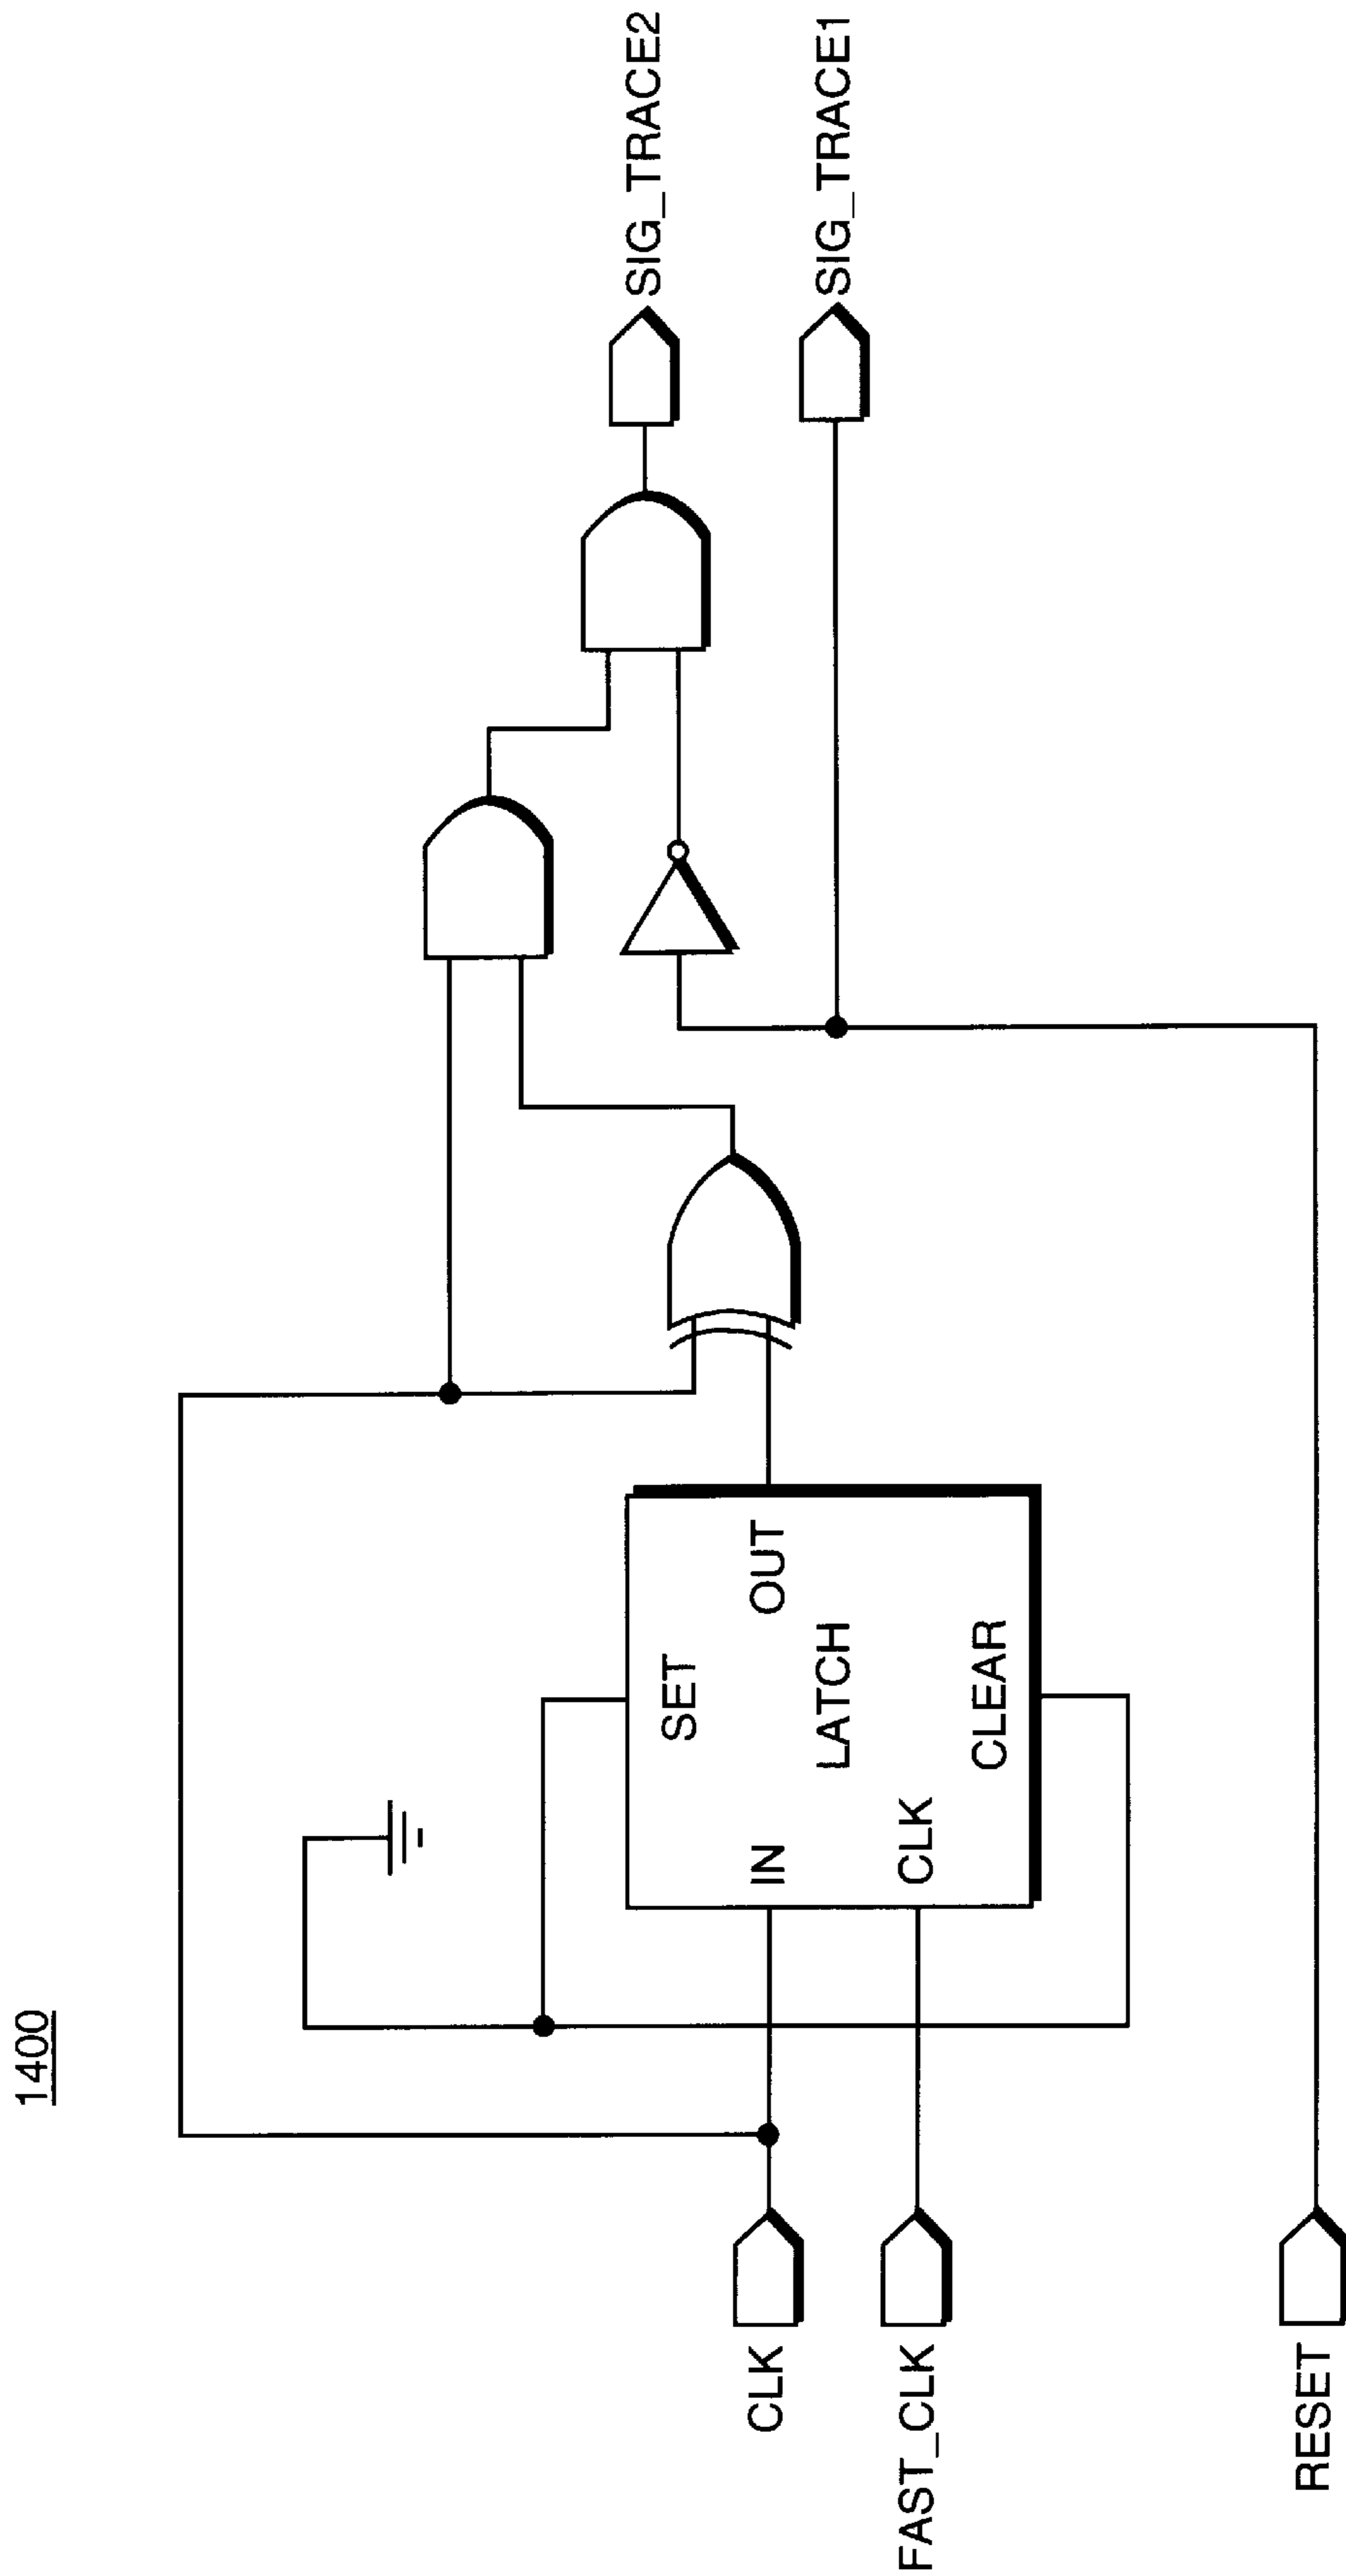 1400
CLK
FAST_CLK
RESET
IN
CLK
SET
LATCH
CLEAR
OUT
SIG_TRACE2
SIG_TRACE1